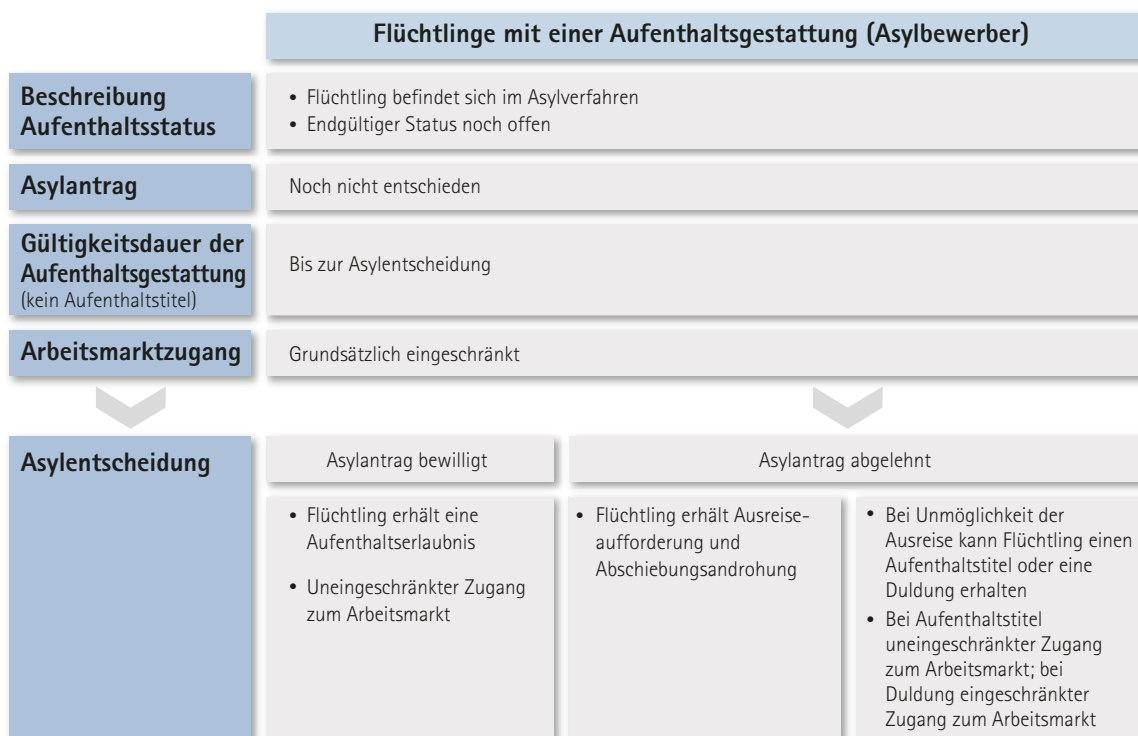 Flüchtlinge mit einer Aufenthaltsgestattung (Asylbewerber)
Beschreibung
Aufenthaltsstatus
• Flüchtling befindet sich im Asylverfahren
• Endgültiger Status noch offen
Asylantrag
Noch nicht entschieden
Gültigkeitsdauer der
Aufenthaltsgestattung
(kein Aufenthaltstitel)
Bis zur Asylentscheidung
Arbeitsmarktzugang
Grundsätzlich eingeschränkt
Asylentscheidung
Asylantrag bewilligt
• Flüchtling erhält eine
Aufenthaltserlaubnis
• Uneingeschränkter Zugang
zum Arbeitsmarkt
Asylantrag abgelehnt
• Flüchtling erhält Ausreise-
aufforderung und
Abschiebungsandrohung
• Bei Unmöglichkeit der
Ausreise kann Flüchtling einen
Aufenthaltstitel oder eine
Duldung erhalten
• Bei Aufenthaltstitel
uneingeschränkter Zugang
zum Arbeitsmarkt; bei
Duldung eingeschränkter
Zugang zum Arbeitsmarkt